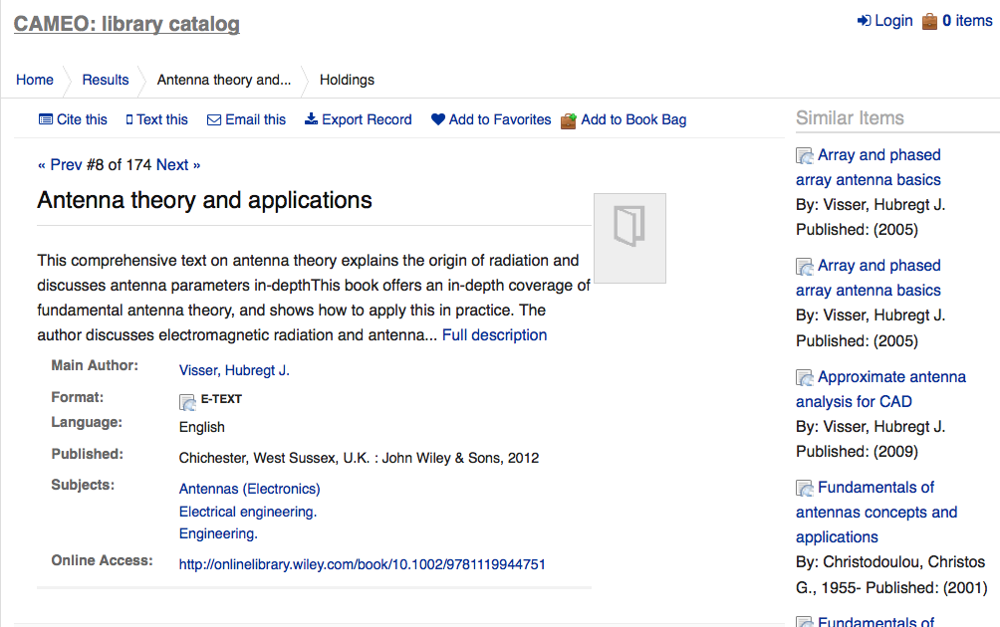 CAMEO: library catalog
Login 0 items
Home Results Antenna theory and... Holdings
Cite this Text this Email this Export Record Add to Favorites Add to Book Bag
« Prev #8 of 174 Next »
Antenna theory and applications
This comprehensive text on antenna theory explains the origin of radiation and
discusses antenna parameters in-depthThis book offers an in-depth coverage of
fundamental antenna theory, and shows how to apply this in practice. The
author discusses electromagnetic radiation and antenna... Full description
Main Author: Visser, Hubregt J.
Format: E-TEXT
Language: English
Published: Chichester, West Sussex, U.K. : John Wiley & Sons, 2012
Subjects: Antennas (Electronics)
Electrical engineering.
Engineering.
Online Access: http://onlinelibrary.wiley.com/book/10.1002/9781119944751
Similar Items
Array and phased
array antenna basics
By: Visser, Hubregt J.
Published: (2005)
Array and phased
array antenna basics
By: Visser, Hubregt J.
Published: (2005)
Approximate antenna
analysis for CAD
By: Visser, Hubregt J.
Published: (2009)
Fundamentals of
antennas concepts and
applications
By: Christodoulou, Christos
G., 1955- Published: (2001)
Fundamentals of